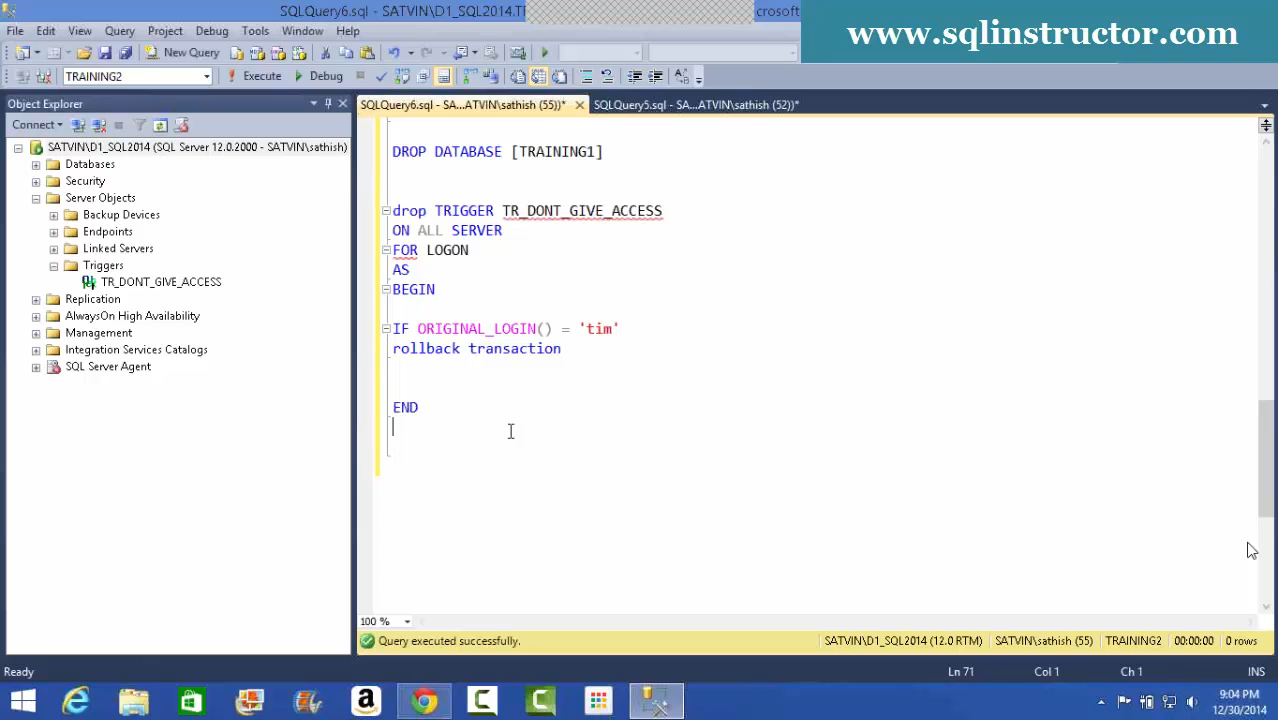 SQLQuery6.sql - SATVIN\D1_SQL2014.T
crosoft
www.sqlinstructor.com
File Edit View Query Project Debug Tools Window Help
New Query
TRAINING2 Execute Debug
Object Explorer
SQLQuery6.sql - SA...ATVIN\sathish (55))* SQLQuery5.sql - SA...ATVIN\sathish (52))*
Connect
SATVIN\D1_SQL2014 (SQL Server 12.0.2000 - SATVIN\sathish)
Databases
Security
Server Objects
Backup Devices
Endpoints
Linked Servers
Triggers
TR_DONT_GIVE_ACCESS
Replication
AlwaysOn High Availability
Management
Integration Services Catalogs
SQL Server Agent
DROP DATABASE [TRAINING1]
drop TRIGGER TR_DONT_GIVE_ACCESS
ON ALL SERVER
FOR LOGON
AS
BEGIN
IF ORIGINAL_LOGIN() = 'tim'
rollback transaction
END
100 %
Query executed successfully. SATVIN\D1_SQL2014 (12.0 RTM) SATVIN\sathish (55) TRAINING2 00:00:00 0 rows
Ready Ln 71 Col 1 Ch 1 INS
9:04 PM
12/30/2014